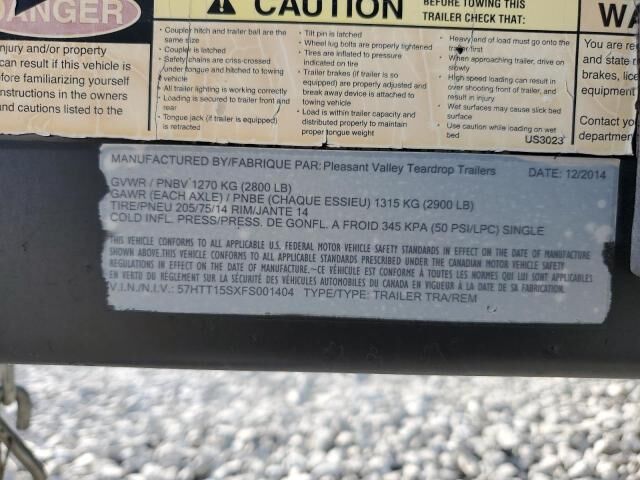 DANGER
njury and/or property
can result if this vehicle is
before familiarizing yourself
instructions in the owners
and cautions listed to the
CAUTION
BEFORE TOWING THIS
TRAILER CHECK THAT:
• Coupler hitch and trailer ball are the
same size
• Coupler is latched
• Safety chains are criss-crossed
under tongue and hitched to towing
vehicle
• All trailer lighting is working correctly
• Loading is secured to trailer front and
rear
• Tongue jack (if trailer is equipped)
is retracted
• Tilt pin is latched
• Wheel lug bolts are properly tightened
• Tires are inflated to pressure
indicated on tire
• Trailer brakes (if trailer is so
equipped) are properly adjusted and
break away device is attached to
towing vehicle
• Load is within trailer capacity and
distributed properly to maintain
proper tongue weight
• Heavy end of load must go onto the
trailer first
• When approaching trailer, drive on
slowly
• High speed loading can result in
over shooting front of trailer, and
result in injury
• Wet surfaces may cause slick bed
surface
• Use caution while loading on wet
bed
US3023
WA
You are re
and state r
brakes, lice
equipment
Contact yo
departmen
MANUFACTURED BY/FABRIQUE PAR: Pleasant Valley Teardrop Trailers DATE: 12/2014
GVWR / PNBV 1270 KG (2800 LB)
GAWR (EACH AXLE) / PNBE (CHAQUE ESSIEU) 1315 KG (2900 LB)
TIRE/PNEU 205/75/14 RIM/JANTE 14
COLD INFL. PRESS/PRESS. DE GONFL. A FROID 345 KPA (50 PSI/LPC) SINGLE
THIS VEHICLE CONFORMS TO ALL APPLICABLE U.S. FEDERAL MOTOR VEHICLE SAFETY STANDARDS IN EFFECT ON THE DATE OF MANUFACTURE
SHOWN ABOVE.THIS VEHICLE CONFORMS TO ALL APPLICABLE STANDARDS PRESCRIBED UNDER THE CANADIAN MOTOR VEHICLE SAFETY
REGULATIONS IN EFFECT ON THE DATE OF MANUFACTURE.~CE VÉHICULE EST CONFORME À TOUTES LES NORMES QUI LUI SONT APPLICABLES
EN VERTU DU RÈGLEMENT SUR LA SÉCURITÉ DES VÉHICULES AUTOMOBILES DU CANADA EN VIGUEUR À LA DATE DE SA FABRICATION.
V.I.N./N.I.V.: 57HTT15SXFS001404 TYPE/TYPE: TRAILER TRA/REM